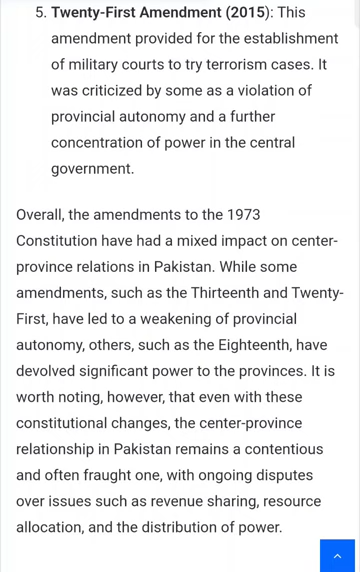 5. Twenty-First Amendment (2015): This
amendment provided for the establishment
of military courts to try terrorism cases. It
was criticized by some as a violation of
provincial autonomy and a further
concentration of power in the central
government.
Overall, the amendments to the 1973
Constitution have had a mixed impact on center-
province relations in Pakistan. While some
amendments, such as the Thirteenth and Twenty-
First, have led to a weakening of provincial
autonomy, others, such as the Eighteenth, have
devolved significant power to the provinces. It is
worth noting, however, that even with these
constitutional changes, the center-province
relationship in Pakistan remains a contentious
and often fraught one, with ongoing disputes
over issues such as revenue sharing, resource
allocation, and the distribution of power.